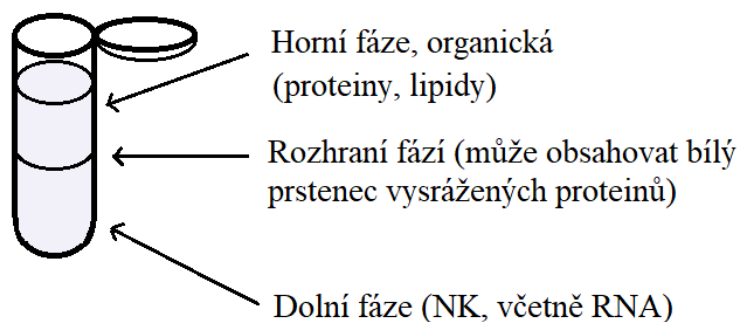 Horní fáze, organická
(proteiny, lipidy)
Rozhraní fází (může obsahovat bílý
prstenec vysrážených proteinů)
Dolní fáze (NK, včetně RNA)